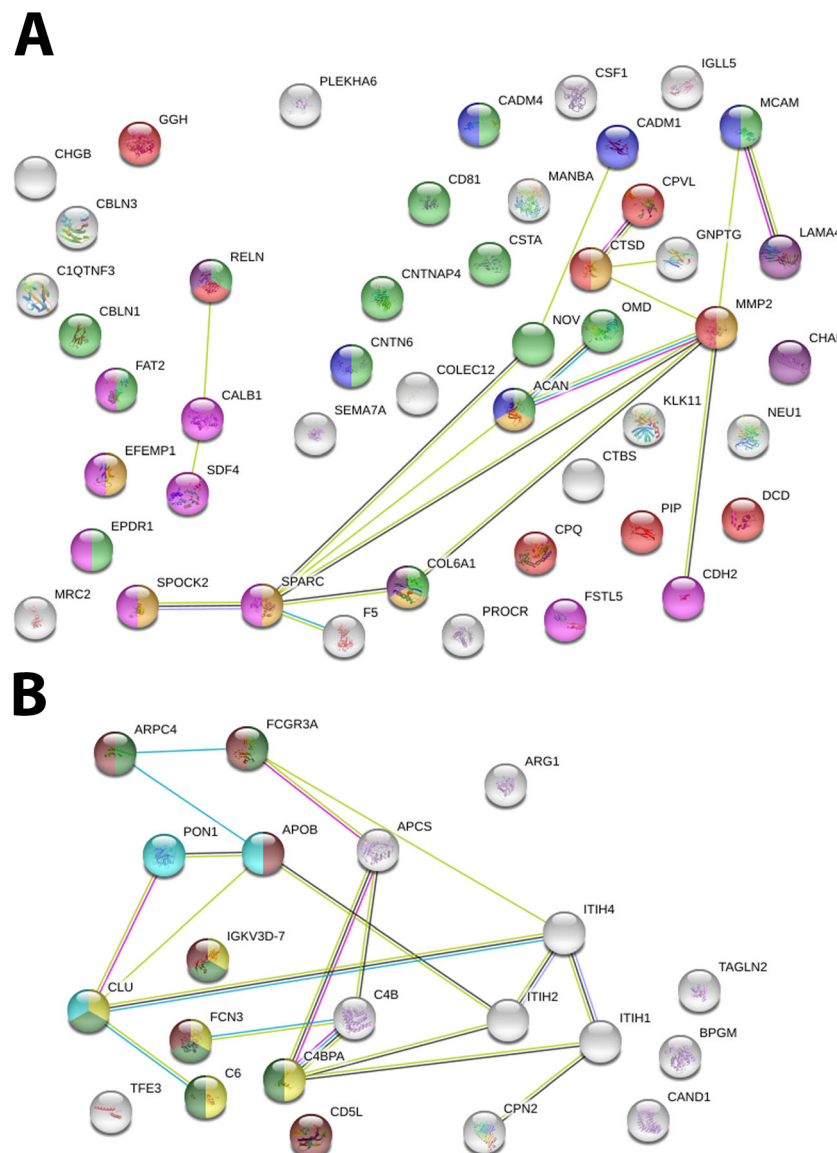 A
PLEKHA6
CSF1
IGLL5
GGH
CADM4
CADM1
MCAM
CHGB
CD81
MANBA
CPVL
CBLN3
CSTA
CTSD
GNPTG
LAMA4
RELN
C1QTNF3
CNTNAP4
NOV
OMD
MMP2
CBLN1
CNTN6
COLEC12
ACAN
FAT2
CALB1
SEMA7A
KLK11
NEU1
EFEMP1
SDF4
CTBS
EPDR1
CPQ
PIP
DCD
MRC2
SPOCK2
SPARC
COL6A1
F5
PROCR
FSTL5
CDH2
B
ARPC4
FCGR3A
ARG1
PON1
APOB
APCS
ITIH4
IGKV3D-7
TAGLN2
CLU
C4B
ITIH2
FCN3
ITIH1
BPGM
C4BPA
C6
TFE3
CD5L
CPN2
CAND1